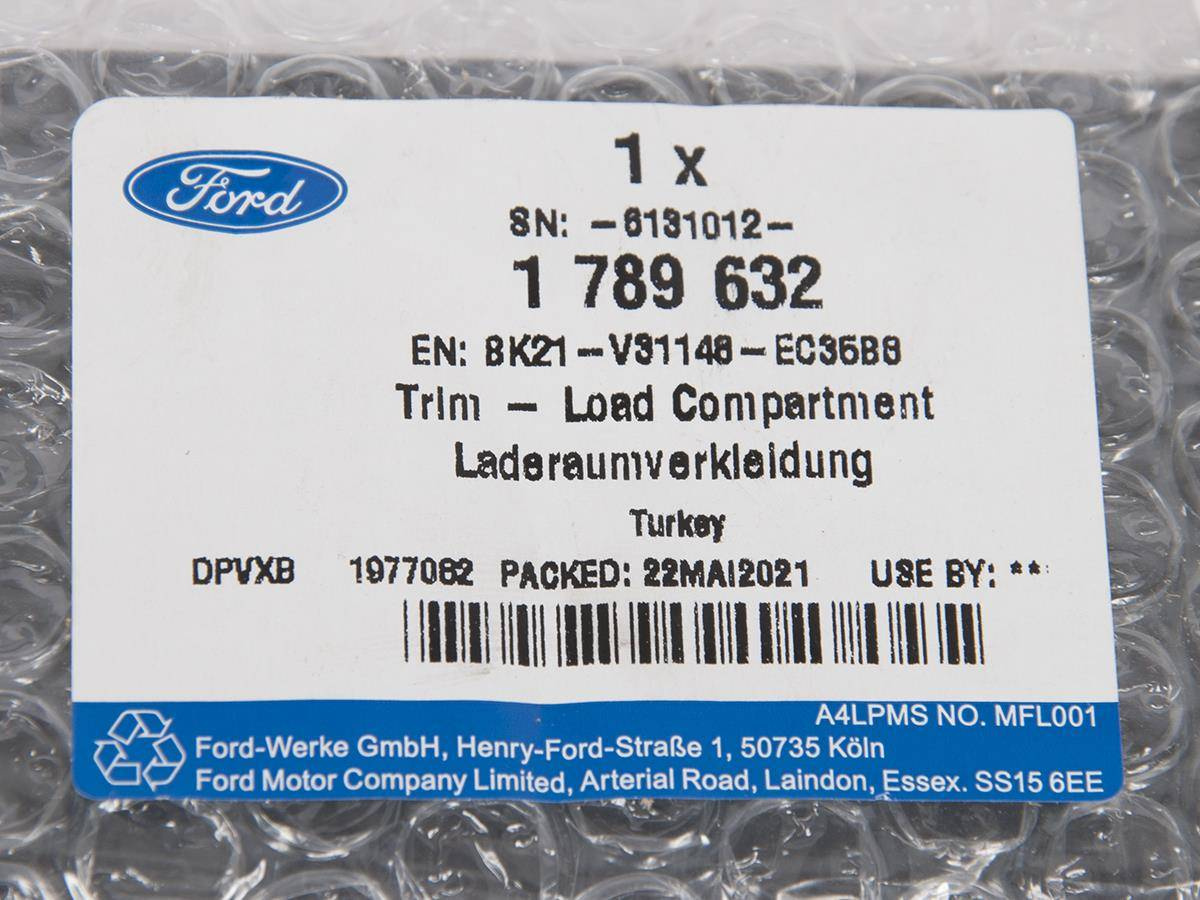 Ford
1 x
SN: -6131012-
1 789 632
EN: BK21-V31148-EC35B8
Trim - Load Compartment
Laderaumverkleidung
Turkey
DPVXB 1977082 PACKED: 22MAI2021 USE BY: **
A4LPMS NO. MFL001
Ford-Werke GmbH, Henry-Ford-Straße 1, 50735 Köln
Ford Motor Company Limited, Arterial Road, Laindon, Essex. SS15 6EE